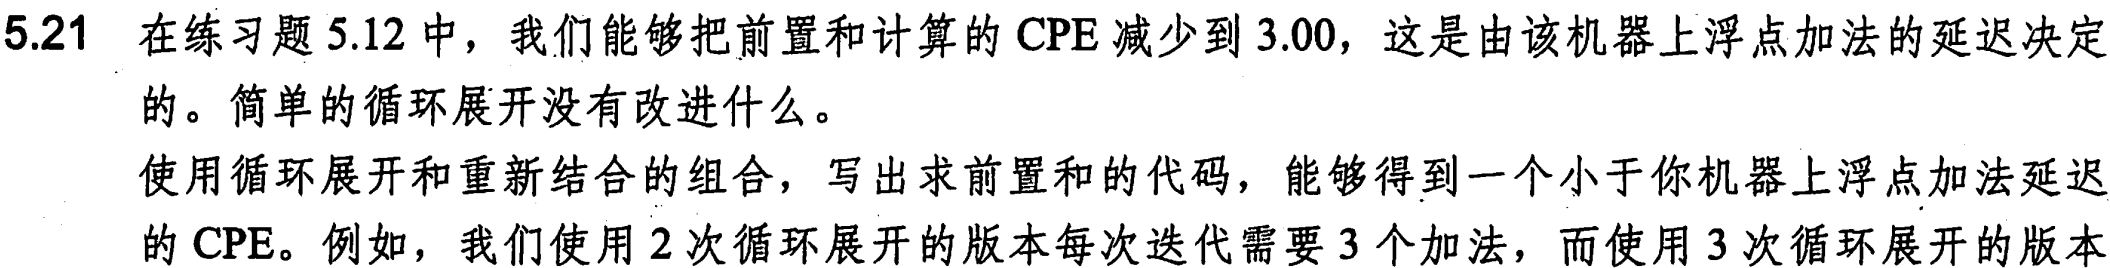 5.21 在练习题 5.12 中，我们能够把前置和计算的 CPE 减少到 3.00，这是由该机器上浮点加法的延迟决定
的。简单的循环展开没有改进什么。
使用循环展开和重新结合的组合，写出求前置和的代码，能够得到一个小于你机器上浮点加法延迟
的 CPE。例如，我们使用 2 次循环展开的版本每次迭代需要 3 个加法，而使用 3 次循环展开的版本